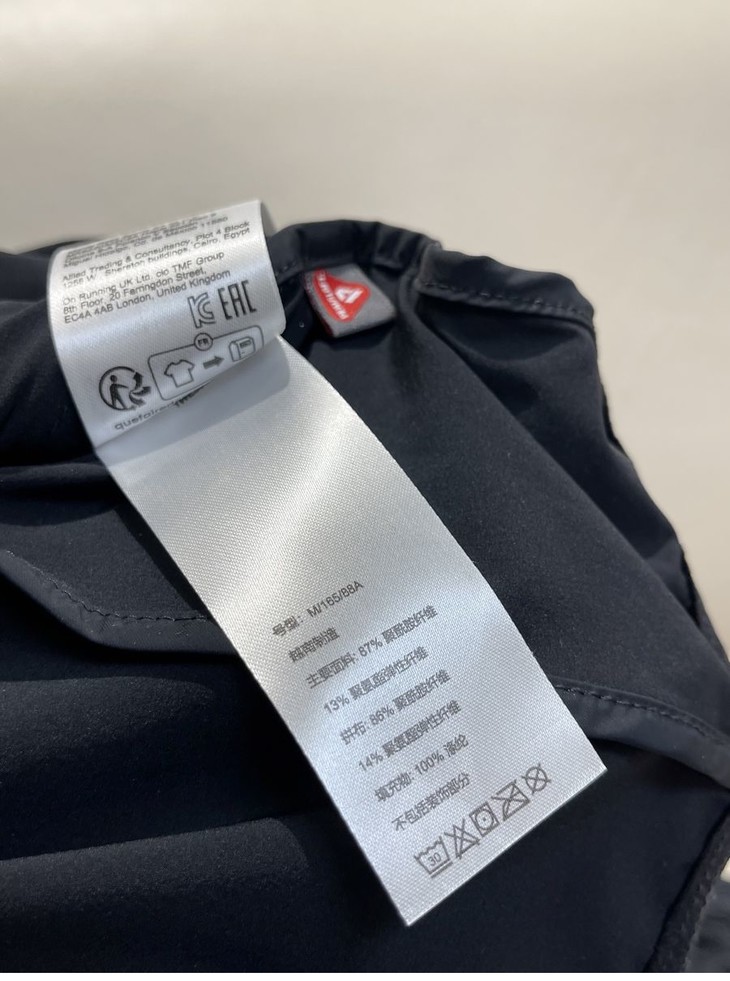 Allied Trading & Consultancy, Plot 4 Block
1258 W. Sheraton buildings, Cairo, Egypt
On Running UK Ltd. c/o TMF Group
8th Floor, 20 Farringdon Street,
EC4A 4AB London, United Kingdom
EAC
FR
号型: M/165/88A
越南制造
主要面料: 87% 聚酰胺纤维
13% 聚氨酯弹性纤维
拼布: 86% 聚酰胺纤维
14% 聚氨酯弹性纤维
填充物: 100% 涤纶
不包括装饰部分
30